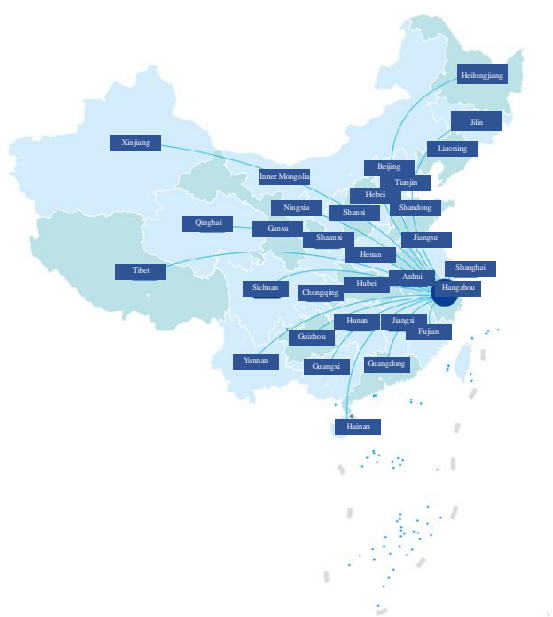 Heilongjiang
Jilin
Xinjiang
Liaoning
Beijing
Inner Mongolia
Tianjin
Hebei
Ningxia
Shanxi
Shandong
Qinghai
Gansu
Shaanxi
Jiangsu
Henan
Tibet
Shanghai
Anhui
Sichuan
Hubei
Hangzhou
Chongqing
Hunan
Jiangxi
Fujian
Guizhou
Yunnan
Guangxi
Guangdong
Hainan